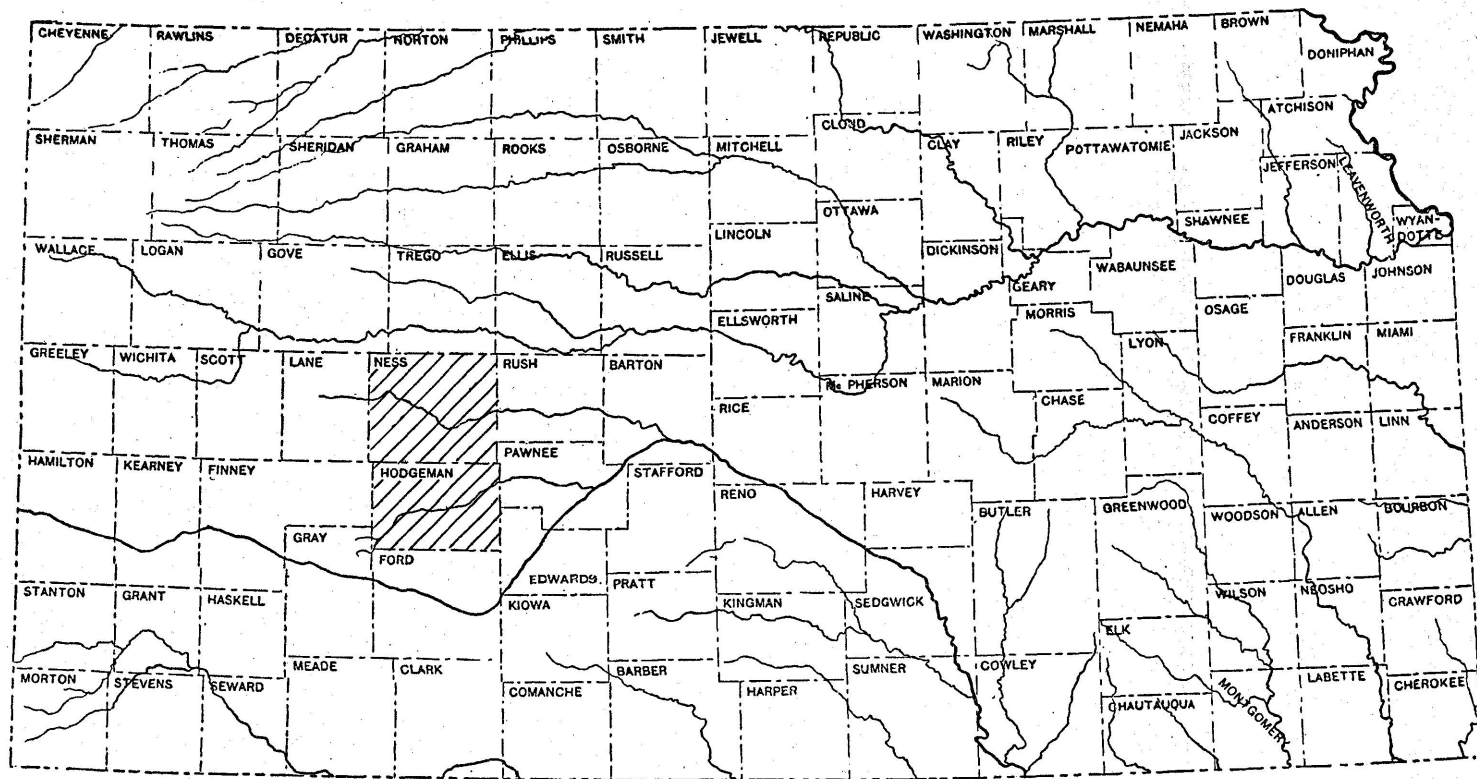 CHEYENNE
RAWLINS
DECATUR
NORTON
PHILLIPS
SMITH
JEWELL
REPUBLIC
WASHINGTON
MARSHALL
NEMAHA
BROWN
DONIPHAN
ATCHISON
SHERMAN
THOMAS
SHERIDAN
GRAHAM
ROOKS
OSBORNE
MITCHELL
CLOUD
CLAY
RILEY
POTTAWATOMIE
JACKSON
JEFFERSON
LEAVENWORTH
WYAN-
DOTTE
WALLACE
LOGAN
GOVE
TREGO
ELLIS
RUSSELL
LINCOLN
OTTAWA
DICKINSON
GEARY
WABAUNSEE
SHAWNEE
DOUGLAS
JOHNSON
SALINE
ELLSWORTH
MORRIS
OSAGE
LYON
FRANKLIN
MIAMI
GREELEY
WICHITA
SCOTT
LANE
NESS
RUSH
BARTON
RICE
Mc PHERSON
MARION
CHASE
COFFEY
ANDERSON
LINN
HAMILTON
KEARNEY
FINNEY
HODGEMAN
PAWNEE
STAFFORD
RENO
HARVEY
BUTLER
GREENWOOD
WOODSON
ALLEN
BOURBON
GRAY
FORD
EDWARDS.
PRATT
STANTON
GRANT
HASKELL
KIOWA
KINGMAN
SEDGWICK
ELK
WILSON
NEOSHO
CRAWFORD
MORTON
STEVENS
SEWARD
MEADE
CLARK
COMANCHE
BARBER
HARPER
SUMNER
COWLEY
CHAUTAUQUA
MONTGOMERY
LABETTE
CHEROKEE